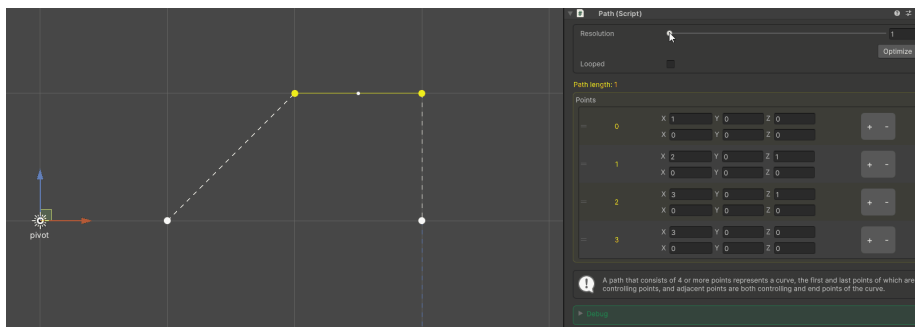 Path (Script)
Resolution
1
Optimize
Looped
Path length: 1
Points
0
X 1 Y 0 Z 0
X 0 Y 0 Z 0
+ -
1
X 2 Y 0 Z 1
X 0 Y 0 Z 0
+ -
2
X 3 Y 0 Z 1
X 0 Y 0 Z 0
+ -
3
X 3 Y 0 Z 0
X 0 Y 0 Z 0
+ -
A path that consists of 4 or more points represents a curve, the first and last points of which are
controlling points, and adjacent points are both controlling and end points of the curve.
Debug
pivot